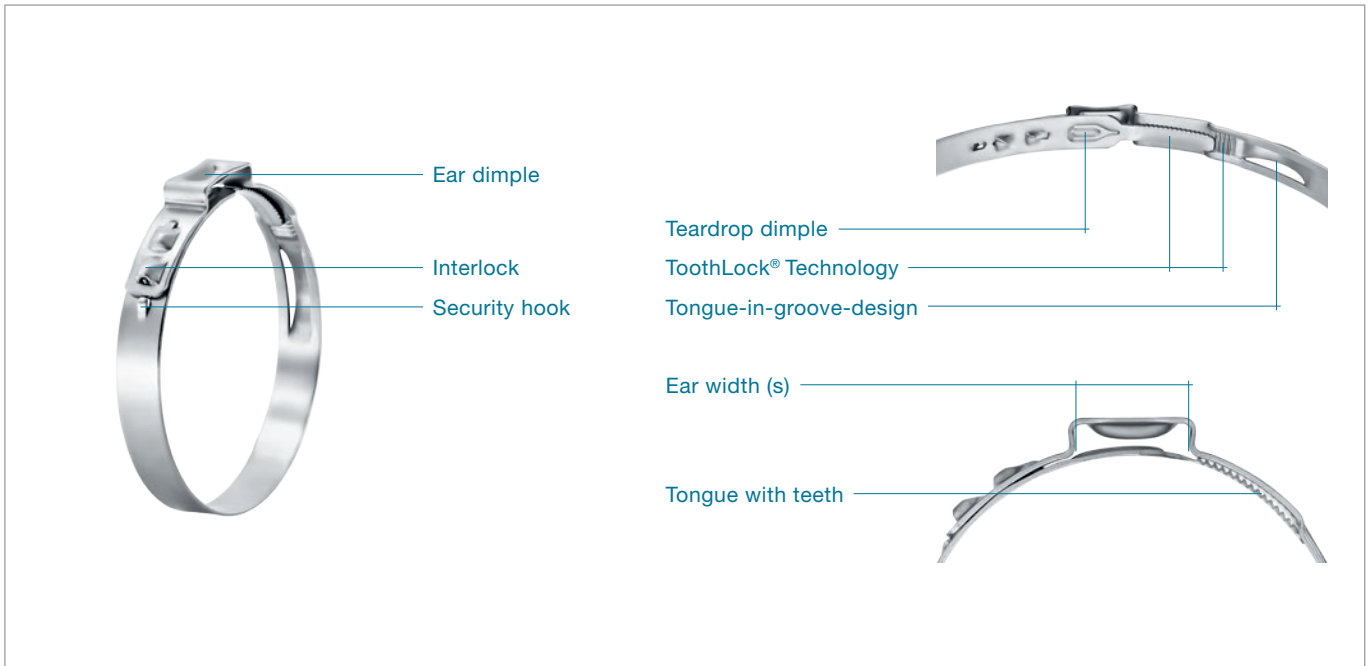 Ear dimple
Interlock
Security hook
Teardrop dimple
ToothLock® Technology
Tongue-in-groove-design
Ear width (s)
Tongue with teeth